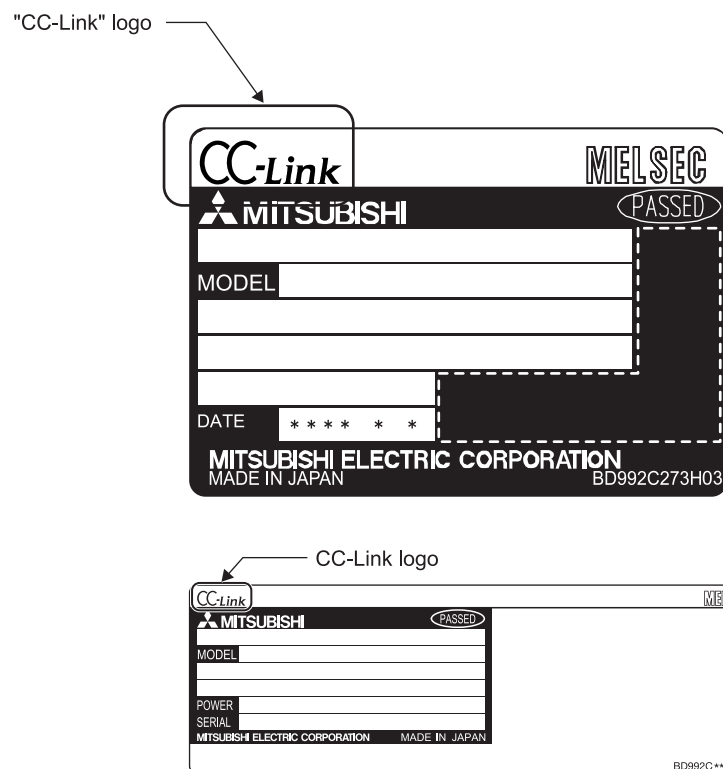 "CC-Link" logo
CC-Link MELSEC
MITSUBISHI PASSED
MODEL
DATE **** * *
MITSUBISHI ELECTRIC CORPORATION
MADE IN JAPAN BD992C273H03
CC-Link logo
CC-Link
MITSUBISHI PASSED
MODEL
POWER
SERIAL
MITSUBISHI ELECTRIC CORPORATION MADE IN JAPAN
BD992C**